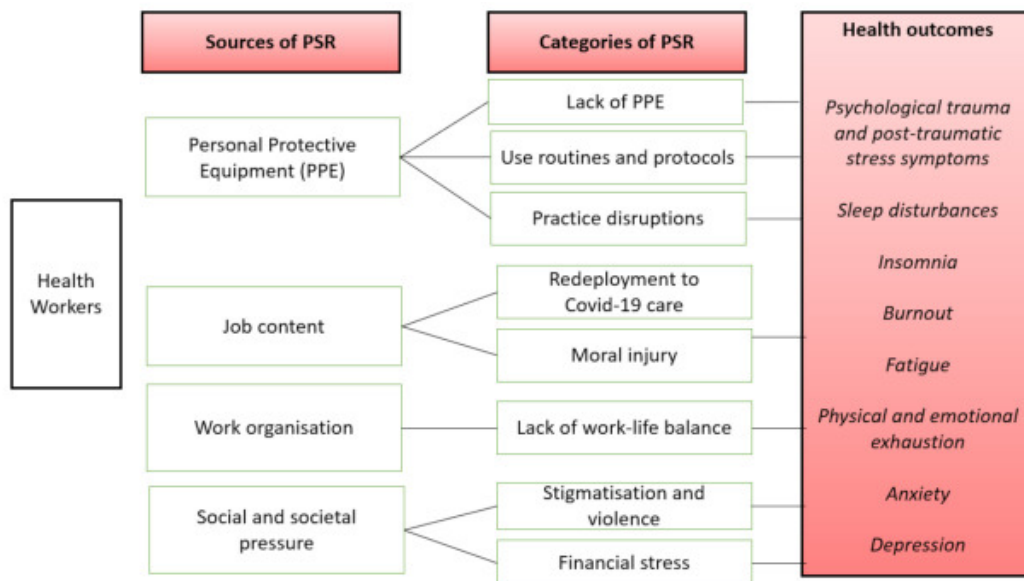 Sources of PSR
Categories of PSR
Health outcomes
Health
Workers
Personal Protective
Equipment (PPE)
Lack of PPE
Use routines and protocols
Practice disruptions
Job content
Redeployment to
Covid-19 care
Moral injury
Work organisation
Lack of work-life balance
Social and societal
pressure
Stigmatisation and
violence
Financial stress
Psychological trauma
and post-traumatic
stress symptoms
Sleep disturbances
Insomnia
Burnout
Fatigue
Physical and emotional
exhaustion
Anxiety
Depression